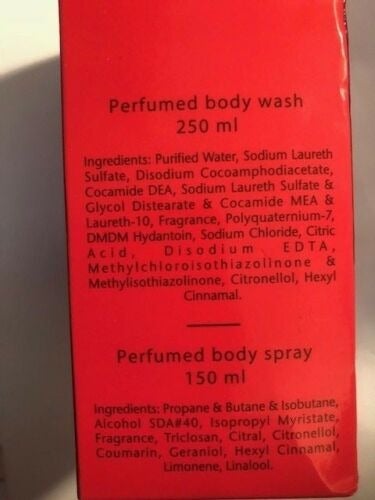 Perfumed body wash
250 ml
Ingredients: Purified Water, Sodium Laureth
Sulfate, Disodium Cocoamphodiacetate,
Cocamide DEA, Sodium Laureth Sulfate &
Glycol Distearate & Cocamide MEA &
Laureth-10, Fragrance, Polyquaternium-7,
DMDM Hydantoin, Sodium Chloride, Citric
Acid, Disodium EDTA,
Methylchloroisothiazolinone &
Methylisothiazolinone, Citronellol, Hexyl
Cinnamal.
Perfumed body spray
150 ml
Ingredients: Propane & Butane & Isobutane,
Alcohol SDA#40, Isopropyl Myristate,
Fragrance, Triclosan, Citral, Citronellol,
Coumarin, Geraniol, Hexyl Cinnamal,
Limonene, Linalool.